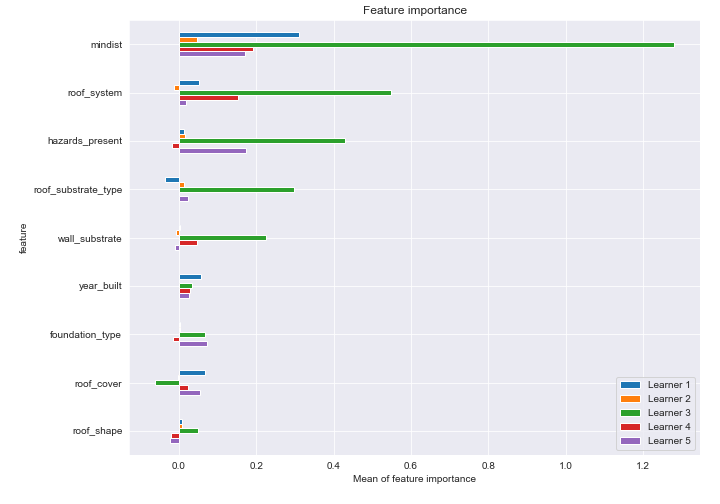 Feature importance
mindist
roof_system
hazards_present
roof_substrate_type
wall_substrate
year_built
foundation_type
roof_cover
roof_shape
feature
Learner 1
Learner 2
Learner 3
Learner 4
Learner 5
0.0 0.2 0.4 0.6 0.8 1.0 1.2
Mean of feature importance